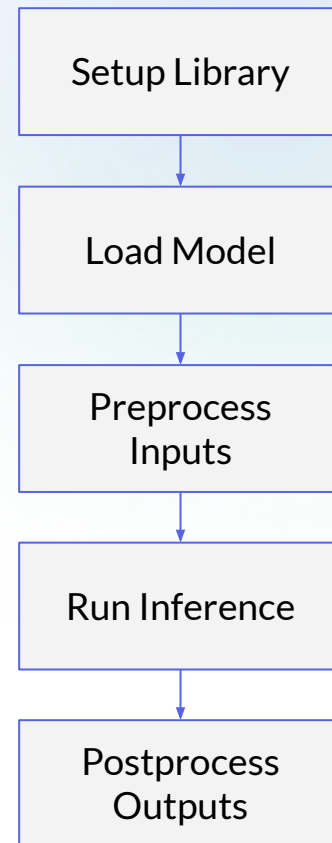 Setup Library
Load Model
Preprocess
Inputs
Run Inference
Postprocess
Outputs